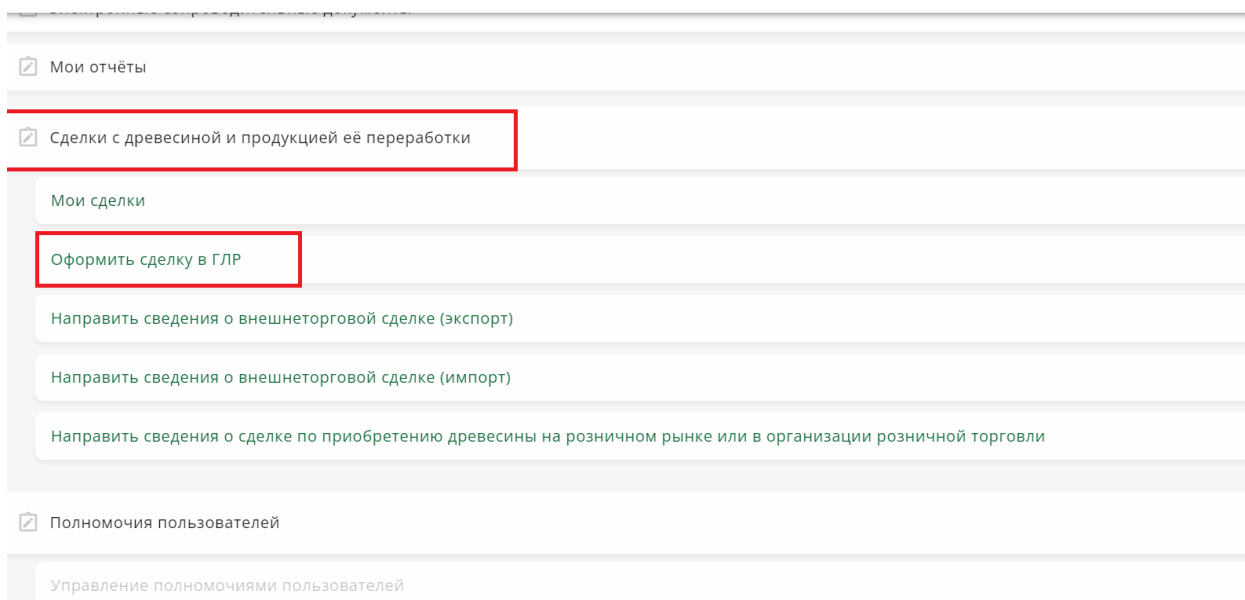 Мои отчёты
Сделки с древесиной и продукцией её переработки
Мои сделки
Оформить сделку в ГЛР
Направить сведения о внешнеторговой сделке (экспорт)
Направить сведения о внешнеторговой сделке (импорт)
Направить сведения о сделке по приобретению древесины на розничном рынке или в организации розничной торговли
Полномочия пользователей
Управление полномочиями пользователей